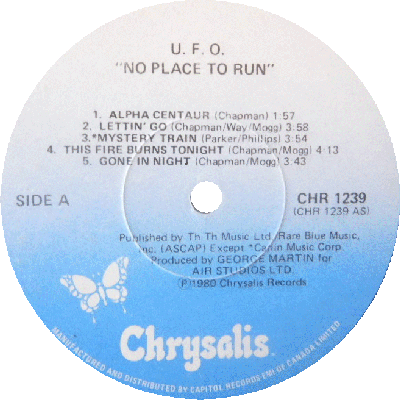 U. F. O.
"NO PLACE TO RUN"
1. ALPHA CENTAUR (Chapman) 1:57
2. LETTIN' GO (Chapman/Way/Mogg) 3:58
3. *MYSTERY TRAIN (Parker/Phillips) 3:54
4. THIS FIRE BURNS TONIGHT (Chapman/Mogg) 4:13
5. GONE IN NIGHT (Chapman/Mogg) 3:43
SIDE A
CHR 1239
(CHR 1239 AS)
Published by Th Th Music Ltd./Rare Blue Music,
Inc. (ASCAP) Except *Carlin Music Corp.
Produced by GEORGE MARTIN for
AIR STUDIOS LTD.
Ⓟ1980 Chrysalis Records
Chrysalis
MANUFACTURED AND DISTRIBUTED BY CAPITOL RECORDS-EMI OF CANADA LIMITED